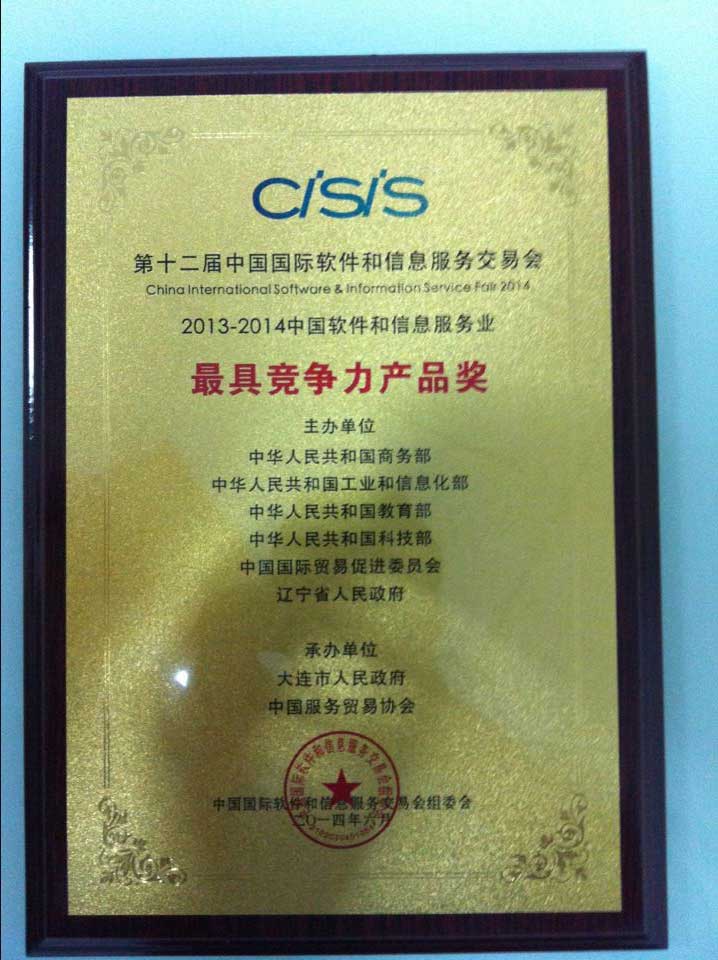 CISIS
第十二届中国国际软件和信息服务交易会
China International Software & Information Service Fair 2014
2013-2014中国软件和信息服务业
最具竞争力产品奖
主办单位
中华人民共和国商务部
中华人民共和国工业和信息化部
中华人民共和国教育部
中华人民共和国科技部
中国国际贸易促进委员会
辽宁省人民政府
承办单位
大连市人民政府
中国服务贸易协会
中国国际软件和信息服务交易会组委会
二〇一四年六月